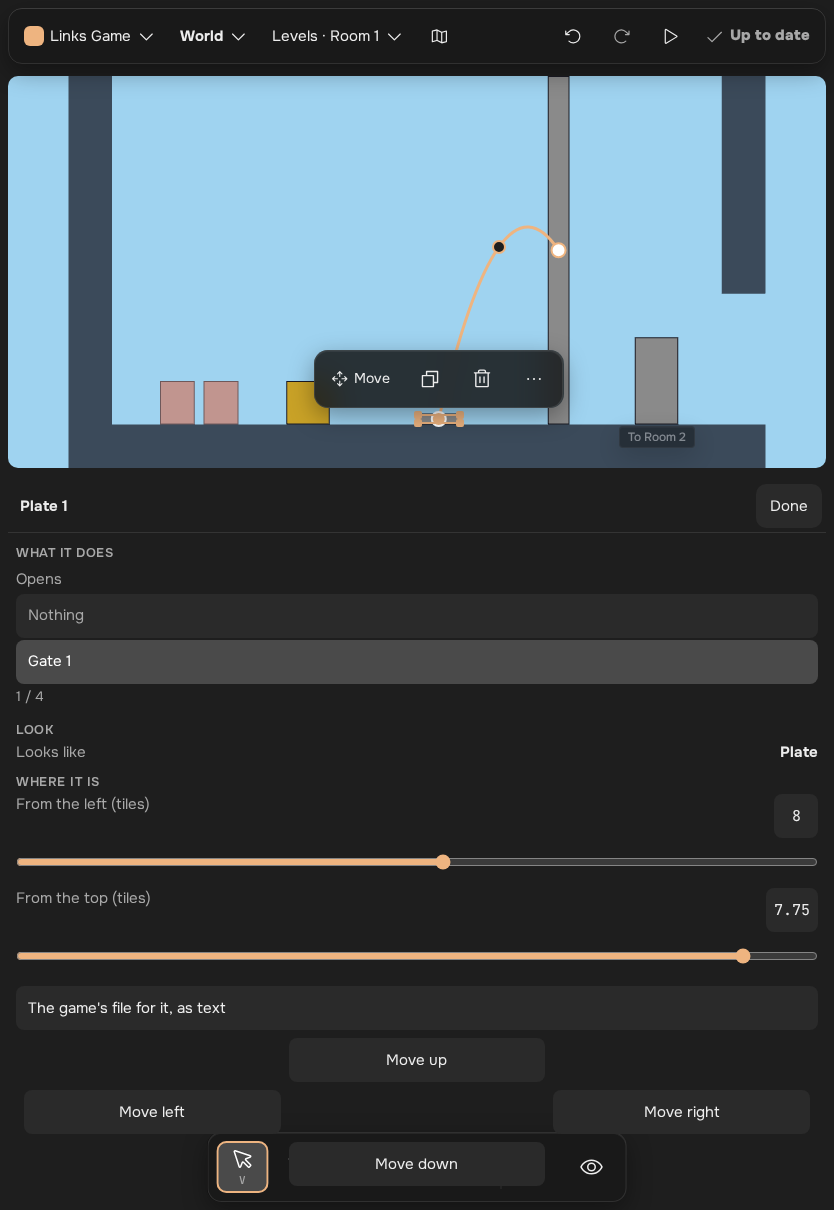 Links Game
World
Levels · Room 1
Up to date
Move
To Room 2
Plate 1
Done
WHAT IT DOES
Opens
Nothing
Gate 1
1 / 4
LOOK
Looks like
Plate
WHERE IT IS
From the left (tiles)
8
From the top (tiles)
7.75
The game's file for it, as text
Move up
Move left
Move right
Move down
V